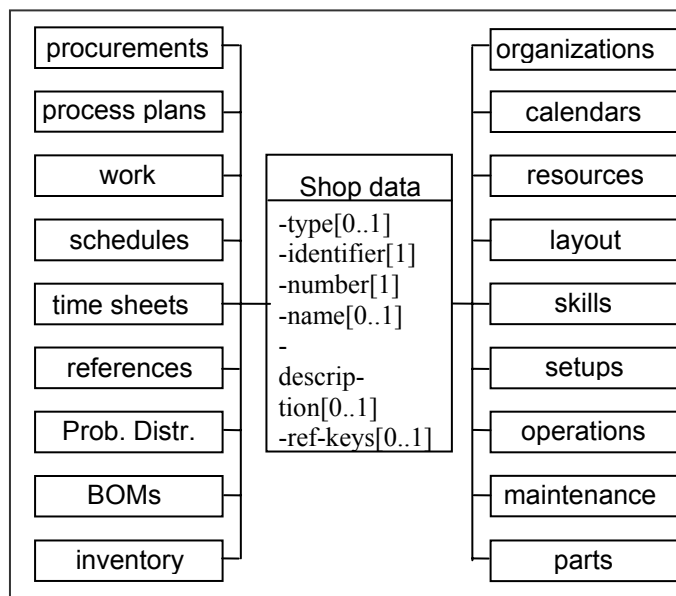 procurements
process plans
work
schedules
time sheets
references
Prob. Distr.
BOMs
inventory
Shop data
-type[0..1]
-identifier[1]
-number[1]
-name[0..1]
-
descrip-
tion[0..1]
-ref-keys[0..1]
organizations
calendars
resources
layout
skills
setups
operations
maintenance
parts